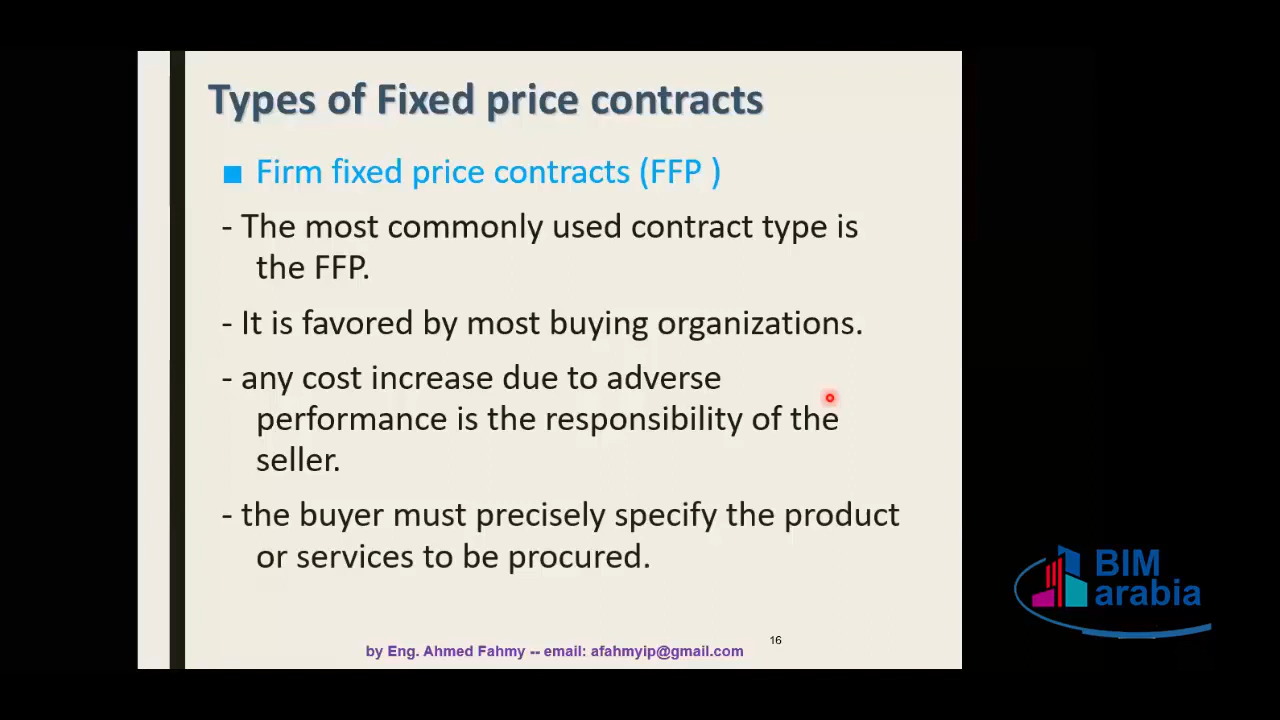 Types of Fixed price contracts
Firm fixed price contracts (FFP )
- The most commonly used contract type is
the FFP.
- It is favored by most buying organizations.
- any cost increase due to adverse
performance is the responsibility of the
seller.
- the buyer must precisely specify the product
or services to be procured.
16
by Eng. Ahmed Fahmy -- email: afahmyip@gmail.com
BIM
arabia